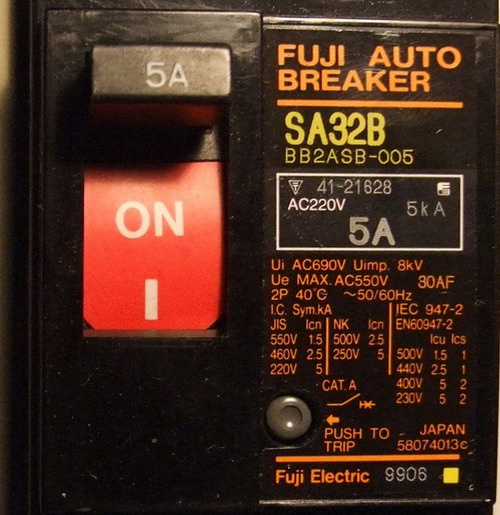 5A
ON
I
FUJI AUTO
BREAKER
SA32B
BB2ASB-005
41-21628
AC220V 5kA
5A
Ui AC690V Uimp. 8kV
Ue MAX. AC550V 30AF
2P 40°C ~50/60Hz
I.C. Sym.kA IEC 947-2
JIS Icn NK Icn EN60947-2
550V 1.5 500V 2.5 Icu Ics
460V 2.5 250V 5 500V 1.5 1
220V 5 440V 2.5 1
400V 5 2
CAT.A 230V 5 2
PUSH TO JAPAN
TRIP 58074013c
Fuji Electric 9906